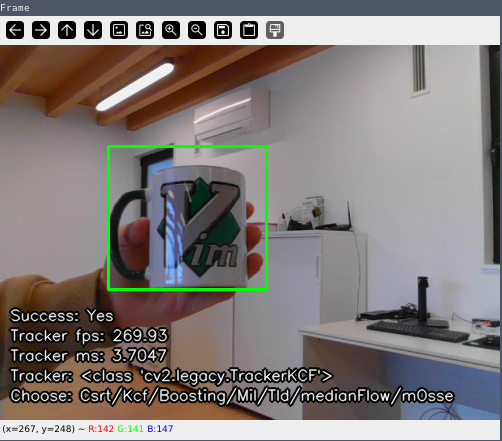 Frame
Vim
Success: Yes
Tracker fps: 269.93
Tracker ms: 3.7047
Tracker: <class 'cv2.legacy.TrackerKCF'>
Choose: Csrt/Kcf/Boosting/Mil/Tld/medianFlow/mOsse
(x=267, y=248) ~ R:142 G:141 B:147